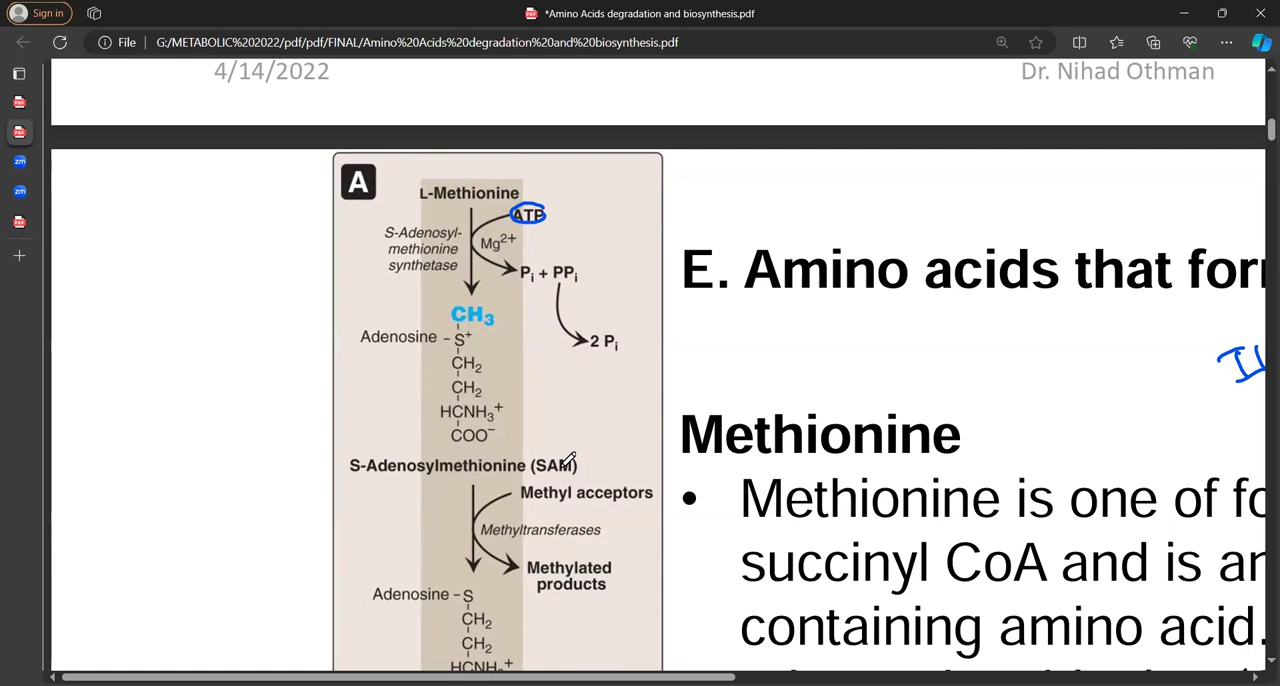 Sign in
*Amino Acids degradation and biosynthesis.pdf
File
G:/METABOLIC%202022/pdf/pdf/FINAL/Amino%20Acids%20degradation%20and%20biosynthesis.pdf
4/14/2022
Dr. Nihad Othman
A
L-Methionine
ATP
S-Adenosyl-
methionine
synthetase
Mg2+
Pi + PPi
CH3
2 Pi
Adenosine – S+
CH2
CH2
HCNH3+
COO−
S-Adenosylmethionine (SAM)
Methyl acceptors
Methyltransferases
Methylated
products
Adenosine – S
CH2
CH2
HCNH3+
E. Amino acids that for
Methionine
• Methionine is one of fo
succinyl CoA and is an
containing amino acid.